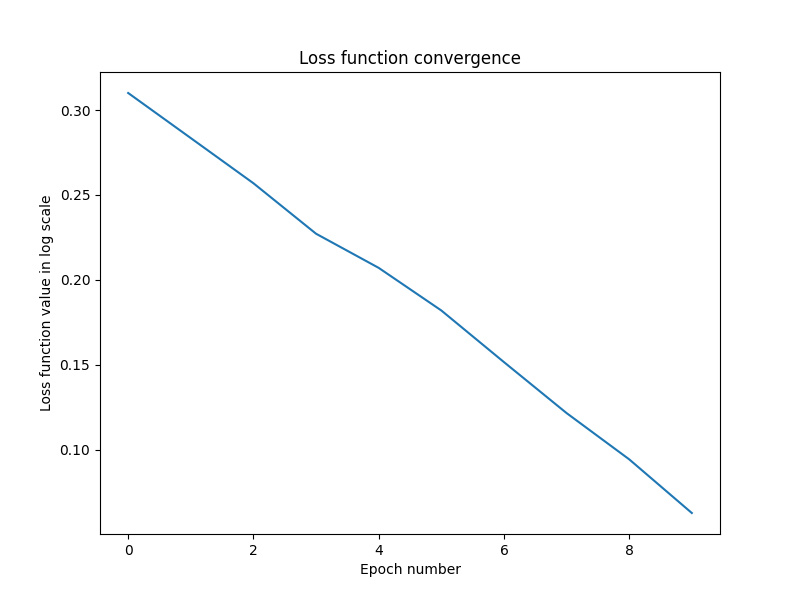 Loss function convergence
Loss function value in log scale
0.30
0.25
0.20
0.15
0.10
0 2 4 6 8
Epoch number